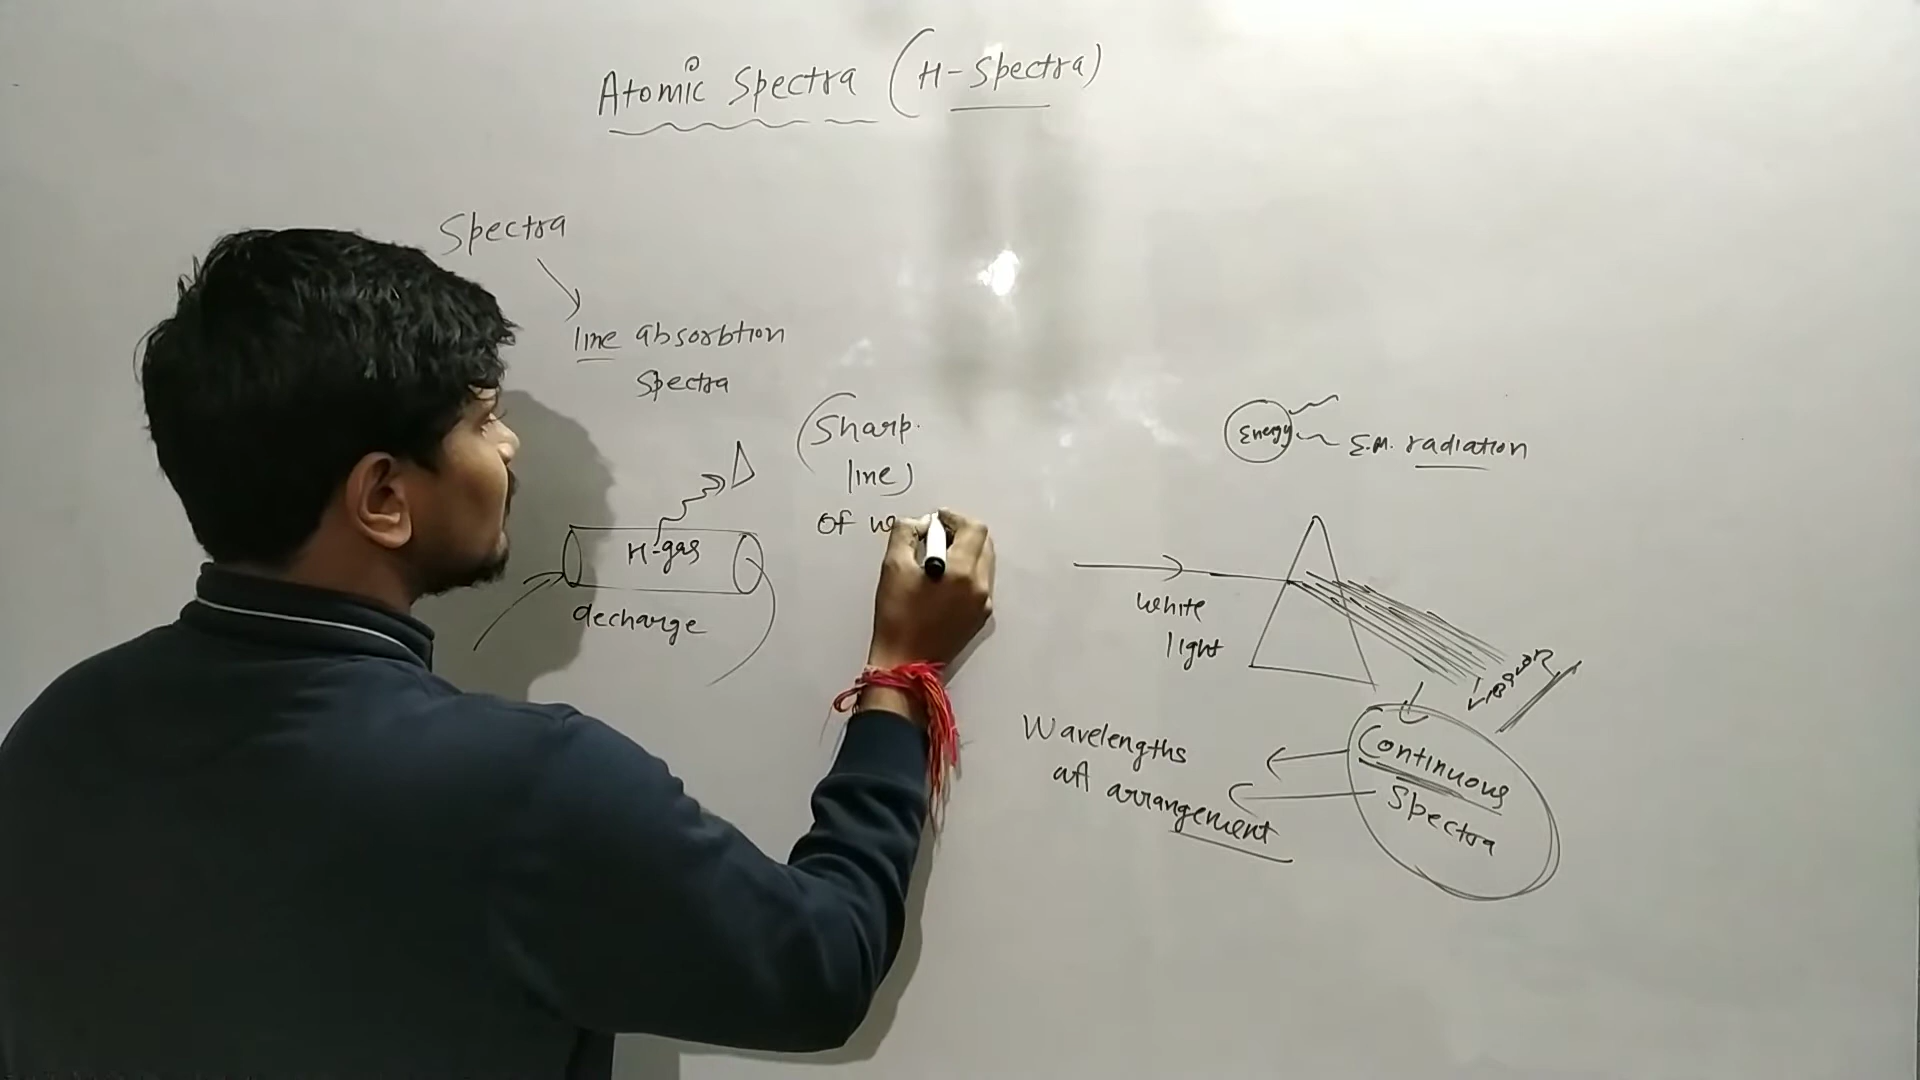 Atomic Spectra (H-Spectra)
Spectra
line absorbtion
spectra
(Sharp.
line)
Of w
H-gas
decharge
Energy
E.M. radiation
white
light
VIBGYOR
Wavelengths
arrangement
Continuous
Spectra